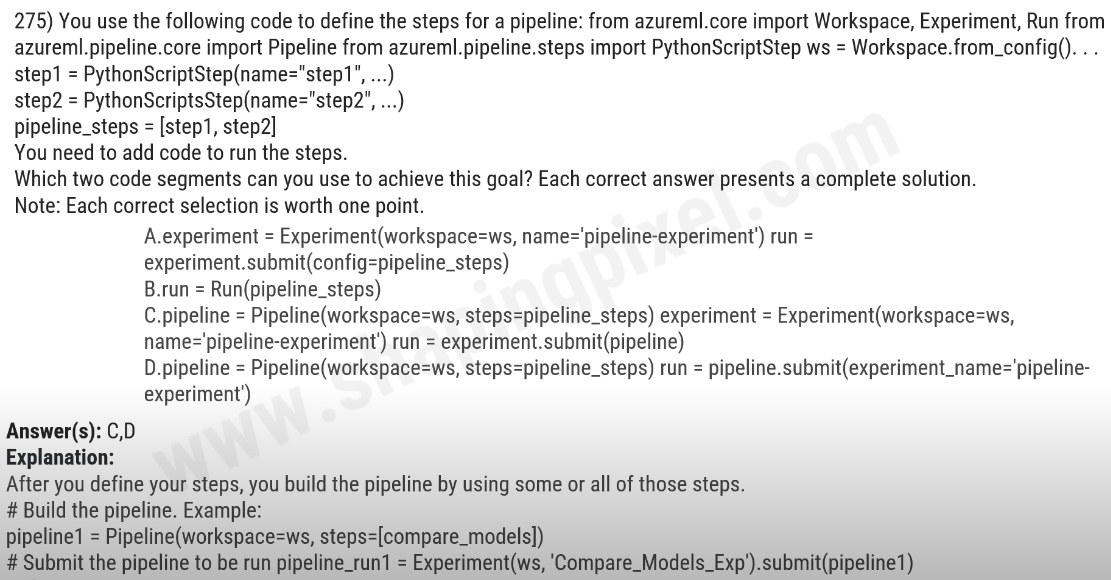 275) You use the following code to define the steps for a pipeline: from azureml.core import Workspace, Experiment, Run from
azureml.pipeline.core import Pipeline from azureml.pipeline.steps import PythonScriptStep ws = Workspace.from_config(). . .
step1 = PythonScriptStep(name="step1", ...)
step2 = PythonScriptsStep(name="step2", ...)
pipeline_steps = [step1, step2]
You need to add code to run the steps.
Which two code segments can you use to achieve this goal? Each correct answer presents a complete solution.
Note: Each correct selection is worth one point.
A.experiment = Experiment(workspace=ws, name='pipeline-experiment') run =
experiment.submit(config=pipeline_steps)
B.run = Run(pipeline_steps)
C.pipeline = Pipeline(workspace=ws, steps=pipeline_steps) experiment = Experiment(workspace=ws,
name='pipeline-experiment') run = experiment.submit(pipeline)
D.pipeline = Pipeline(workspace=ws, steps=pipeline_steps) run = pipeline.submit(experiment_name='pipeline-
experiment')
Answer(s): C,D
Explanation:
After you define your steps, you build the pipeline by using some or all of those steps.
# Build the pipeline. Example:
pipeline1 = Pipeline(workspace=ws, steps=[compare_models])
# Submit the pipeline to be run pipeline_run1 = Experiment(ws, 'Compare_Models_Exp').submit(pipeline1)
www.sharingpixel.com